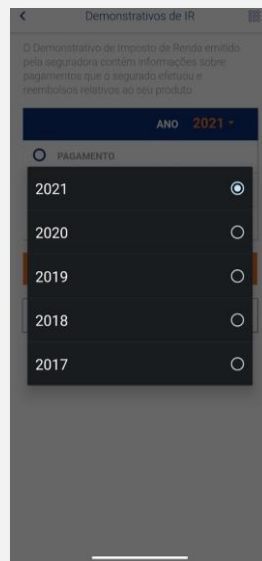 Demonstrativos de IR
O Demonstrativo de Imposto de Renda emitido
pela seguradora contém informações sobre
pagamentos que o segurado efetuou e
reembolsos relativos ao seu produto.
ANO 2021
PAGAMENTO
2021
2020
2019
2018
2017